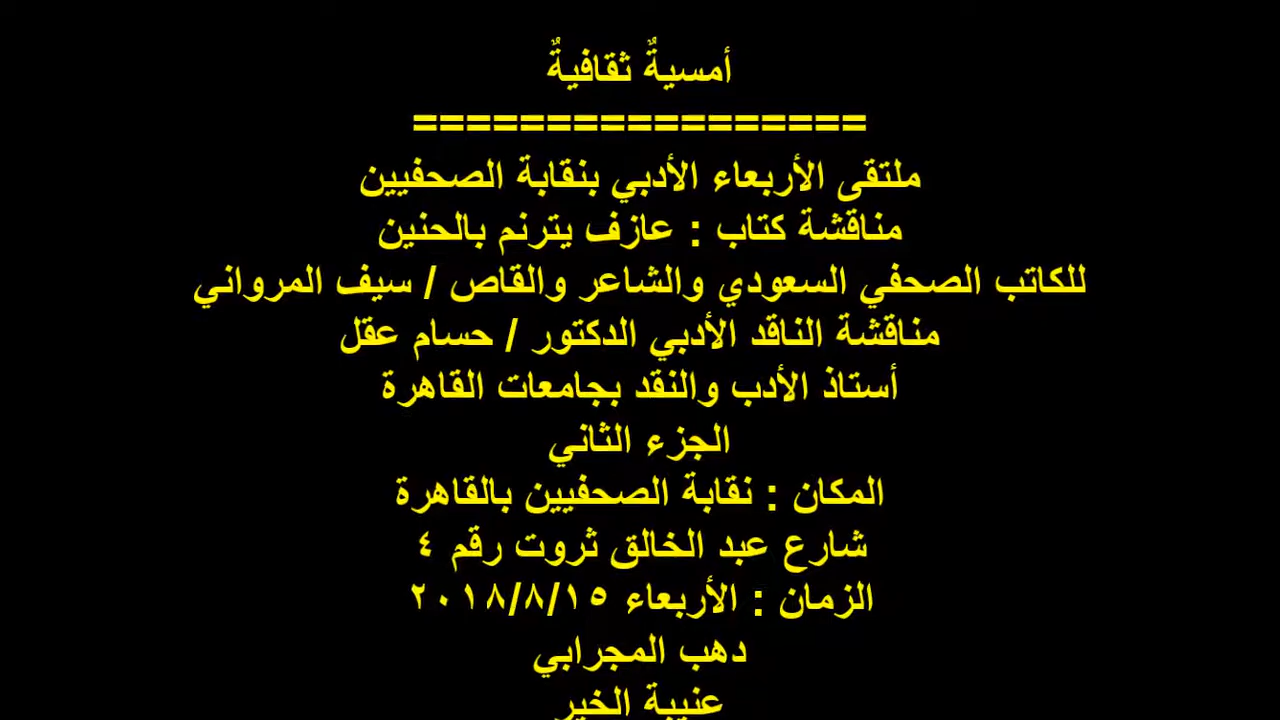 أمسيةٌ ثقافيةٌ
=================
ملتقى الأربعاء الأدبي بنقابة الصحفيين
مناقشة كتاب : عازف يترنم بالحنين
للكاتب الصحفي السعودي والشاعر والقاص / سيف المرواني
مناقشة الناقد الأدبي الدكتور / حسام عقل
أستاذ الأدب والنقد بجامعات القاهرة
الجزء الثاني
المكان : نقابة الصحفيين بالقاهرة
شارع عبد الخالق ثروت رقم ٤
الزمان : الأربعاء ٢٠١٨/٨/١٥
دهب المجرابي
عنيبة الخير